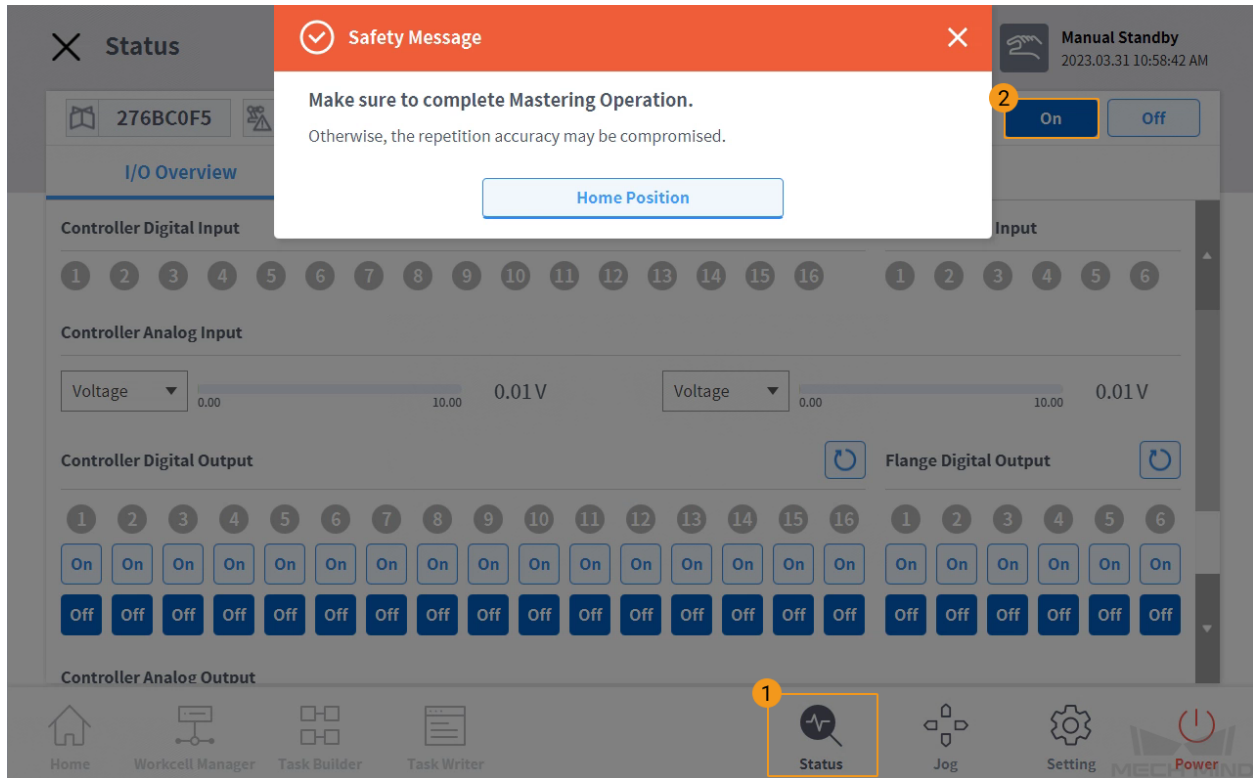 Status
Safety Message
Manual Standby
2023.03.31 10:58:42 AM
Make sure to complete Mastering Operation.
Otherwise, the repetition accuracy may be compromised.
Home Position
276BC0F5
2
On Off
I/O Overview
Controller Digital Input
Input
1 2 3 4 5 6 7 8 9 10 11 12 13 14 15 16
1 2 3 4 5 6
Controller Analog Input
Voltage 0.00 10.00 0.01 V
Voltage 0.00 10.00 0.01 V
Controller Digital Output
Flange Digital Output
1 2 3 4 5 6 7 8 9 10 11 12 13 14 15 16
1 2 3 4 5 6
On On On On On On On On On On On On On On On On
On On On On On On
Off Off Off Off Off Off Off Off Off Off Off Off Off Off Off Off
Off Off Off Off Off Off
Controller Analog Output
1
Home Workcell Manager Task Builder Task Writer Status Jog Setting Power
MECH MIND